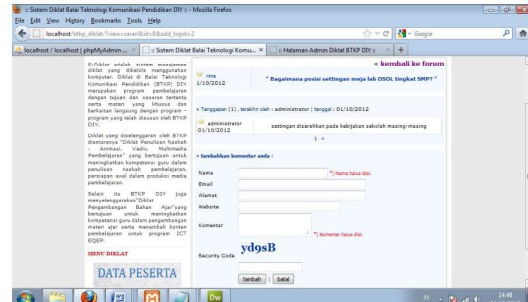 :: Sistem Diklat Balai Teknologi Komunikasi Pendidikan DIY :: - Mozilla Firefox
File Edit View History Bookmarks Tools Help
localhost/btkp_diklat/?view=saran&id=8&add_topik=2
Google
localhost / localhost | phpMyAdmin ...
:: Sistem Diklat Balai Teknologi Komu...
:: Halaman Admin Diklat BTKP DIY ::
« kembali ke forum
E-Diklat adalah sistem manajemen
diklat yang dikelola menggunakan
komputer. Diklat di Balai Teknologi
Komunikasi Pendidikan (BTKP) DIY
merupakan program pembelajaran
dengan tujuan dan sasaran tertentu
serta materi yang khusus dan
berkaitan langsung dengan program -
program yang telah disusun oleh BTKP
DIY.
Diklat yang diselenggaran oleh BTKP
diantaranya "Diklat Penulisan Naskah
: Animasi, Vedio, Multimedia
Pembelajaran" yang bertujuan untuk
meningkatkan kompetensi guru dalam
penulisan naskah pembelajaran,
persiapan awal dalam produksi media
pembelajaran.
Selain itu BTKP DIY juga
menyelenggarakan"Diklat
Pengembangan Bahan Ajar"yang
bertujuan untuk meningkatkan
kompetensi guru dalam pengembangan
materi ajar serta menambah konten
pembelajaran untuk program ICT
EQEP.
MENU DIKLAT
DATA PESERTA
rima
1/10/2012
" Bagaimana posisi settingan meja lab OSOL tingkat SMP? "
» Tanggapan (1) , terakhir oleh : administrator | tanggal : 01/10/2012
administrator
01/10/2012
settingan diserahkan pada kebijakan sekolah masing-masing
1 »
» tambahkan komentar anda :
Nama
*) Nama harus diisi.
Email
Alamat
Website
Komentar
*) Komentar harus diisi.
yd9sB
Security Code
tambah | batal
IN
14:48